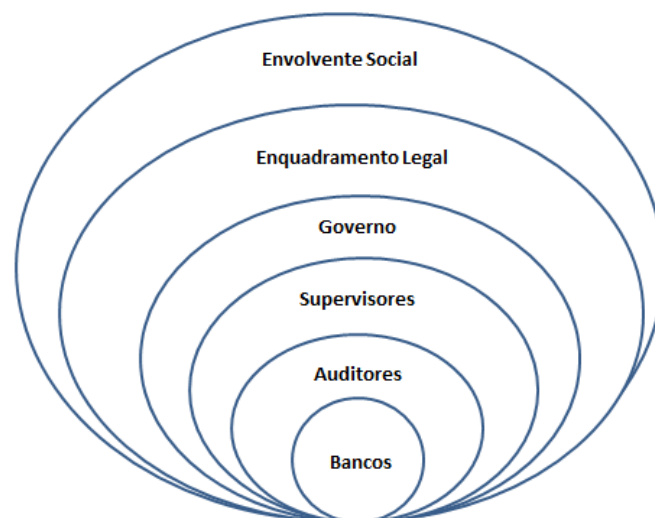 Envolvente Social
Enquadramento Legal
Governo
Supervisores
Auditores
Bancos